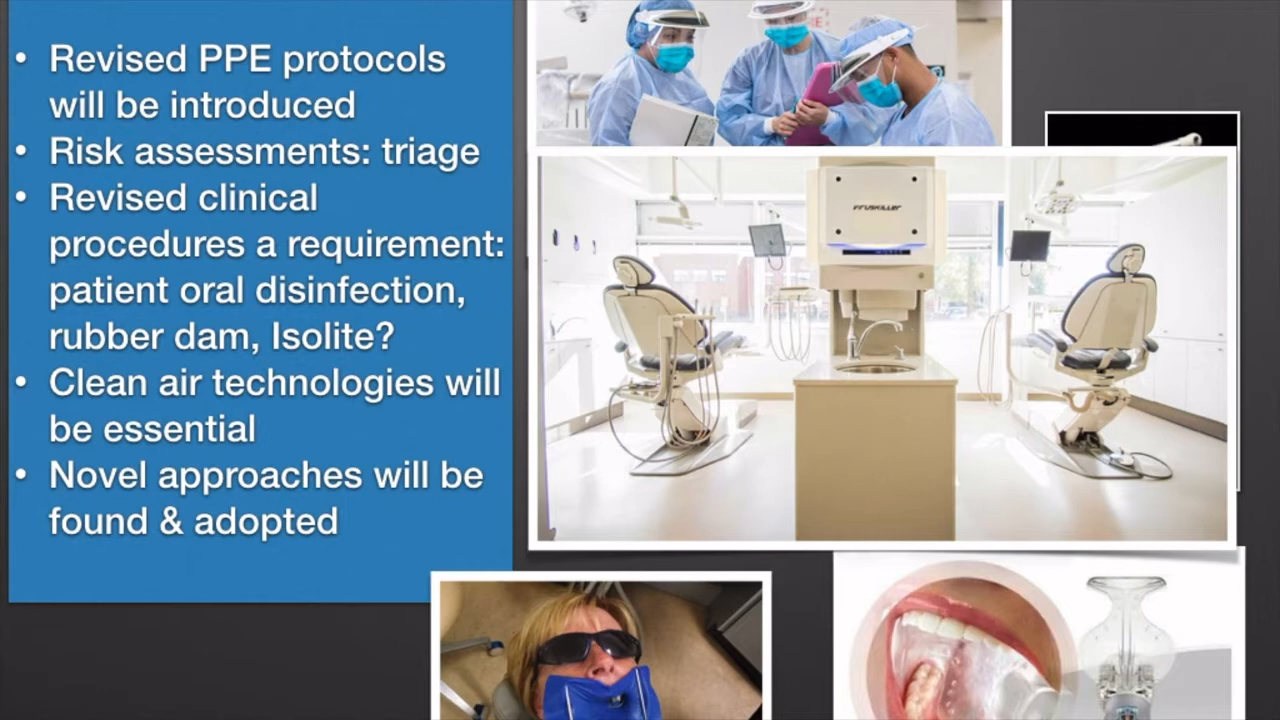 • Revised PPE protocols
will be introduced
• Risk assessments: triage
• Revised clinical
procedures a requirement:
patient oral disinfection,
rubber dam, Isolite?
• Clean air technologies will
be essential
• Novel approaches will be
found & adopted